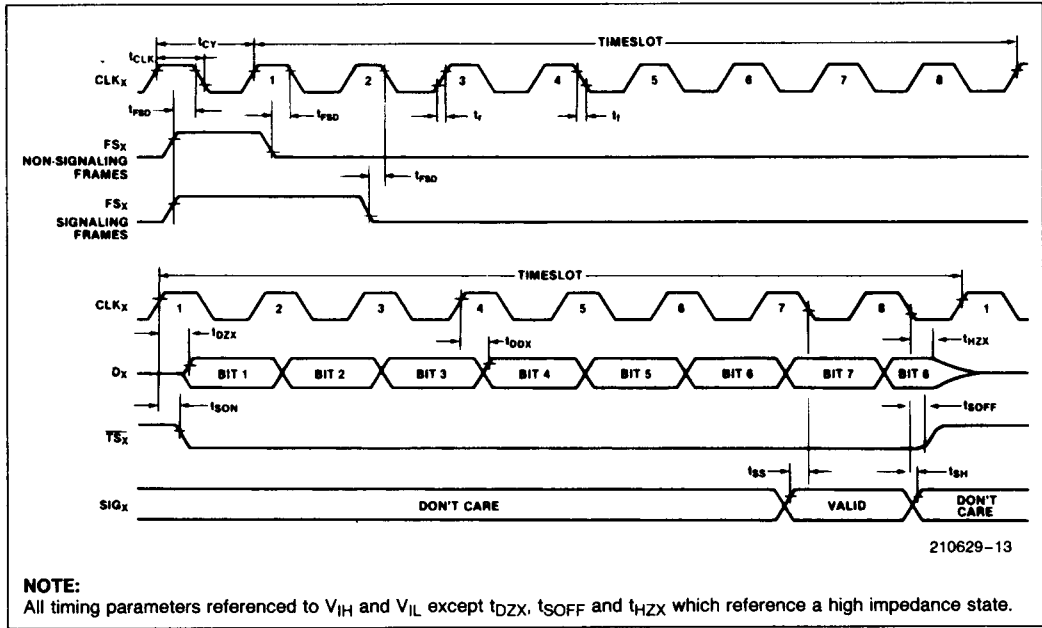 tCY
TIMESLOT
tCLK
CLKX
1 2 3 4 5 6 7 8
tFSD
tFSD
tr
tf
FSX
NON-SIGNALING
FRAMES
tFSD
FSX
SIGNALING
FRAMES
TIMESLOT
CLKX
1 2 3 4 5 6 7 8 1
tDZX
tDDX
tHZX
DX
BIT 1 BIT 2 BIT 3 BIT 4 BIT 5 BIT 6 BIT 7 BIT 8
tSON
tSOFF
TSX
tSS
tSH
SIGX
DON'T CARE
VALID
DON'T
CARE
210629–13
NOTE:
All timing parameters referenced to VIH and VIL except tDZX, tSOFF and tHZX which reference a high impedance state.